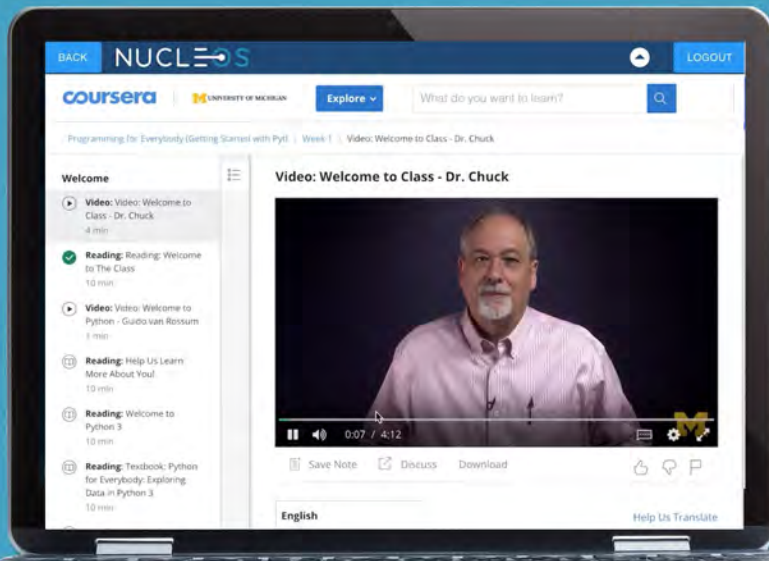 BACK
NUCLEOS
LOGOUT
coursera
M UNIVERSITY OF MICHIGAN
Explore
What do you want to learn?
Programming for Everybody (Getting Started with Pyth
Week 1
Video: Welcome to Class - Dr. Chuck
Welcome
Video: Video: Welcome to
Class - Dr. Chuck
4 min
Reading: Reading: Welcome
to The Class
10 min
Video: Video: Welcome to
Python - Guido van Rossum
1 min
Reading: Help Us Learn
More About You!
10 min
Reading: Welcome to
Python 3
10 min
Reading: Textbook: Python
for Everybody: Exploring
Data in Python 3
10 min
Video: Welcome to Class - Dr. Chuck
M
0:07 / 4:12
Save Note
Discuss
Download
English
Help Us Translate